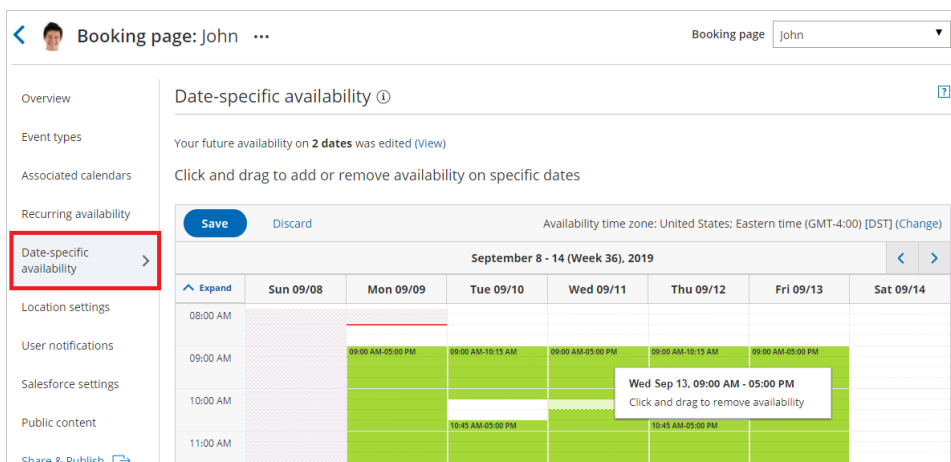 Booking page: John ...
Booking page John
Overview
Event types
Associated calendars
Recurring availability
Date-specific
availability
Location settings
User notifications
Salesforce settings
Public content
Share & Publish
Date-specific availability
Your future availability on 2 dates was edited (View)
Click and drag to add or remove availability on specific dates
Save Discard Availability time zone: United States; Eastern time (GMT-4:00) [DST] (Change)
September 8 - 14 (Week 36), 2019
Expand Sun 09/08 Mon 09/09 Tue 09/10 Wed 09/11 Thu 09/12 Fri 09/13 Sat 09/14
08:00 AM
09:00 AM-05:00 PM 09:00 AM-10:15 AM 09:00 AM-05:00 PM 09:00 AM-10:15 AM 09:00 AM-05:00 PM
09:00 AM
Wed Sep 13, 09:00 AM - 05:00 PM
Click and drag to remove availability
10:00 AM
10:45 AM-05:00 PM 10:45 AM-05:00 PM
11:00 AM